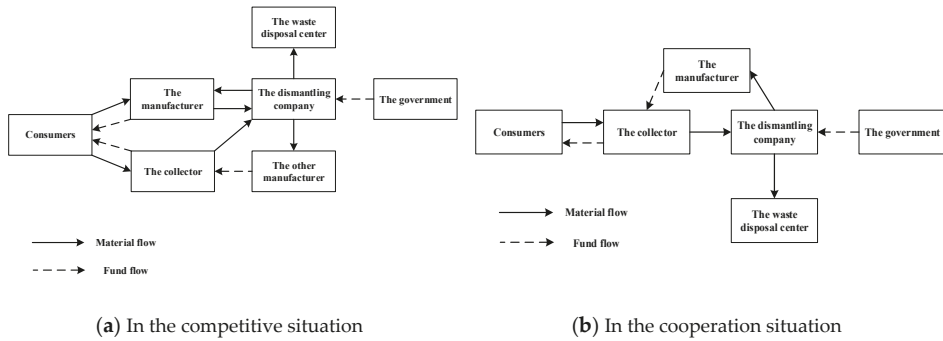 The waste
disposal center
The
manufacturer
The dismantling
company
The government
Consumers
The collector
The other
manufacturer
Material flow
Fund flow
(a) In the competitive situation
The
manufacturer
Consumers
The collector
The dismantling
company
The government
The waste
disposal center
Material flow
Fund flow
(b) In the cooperation situation